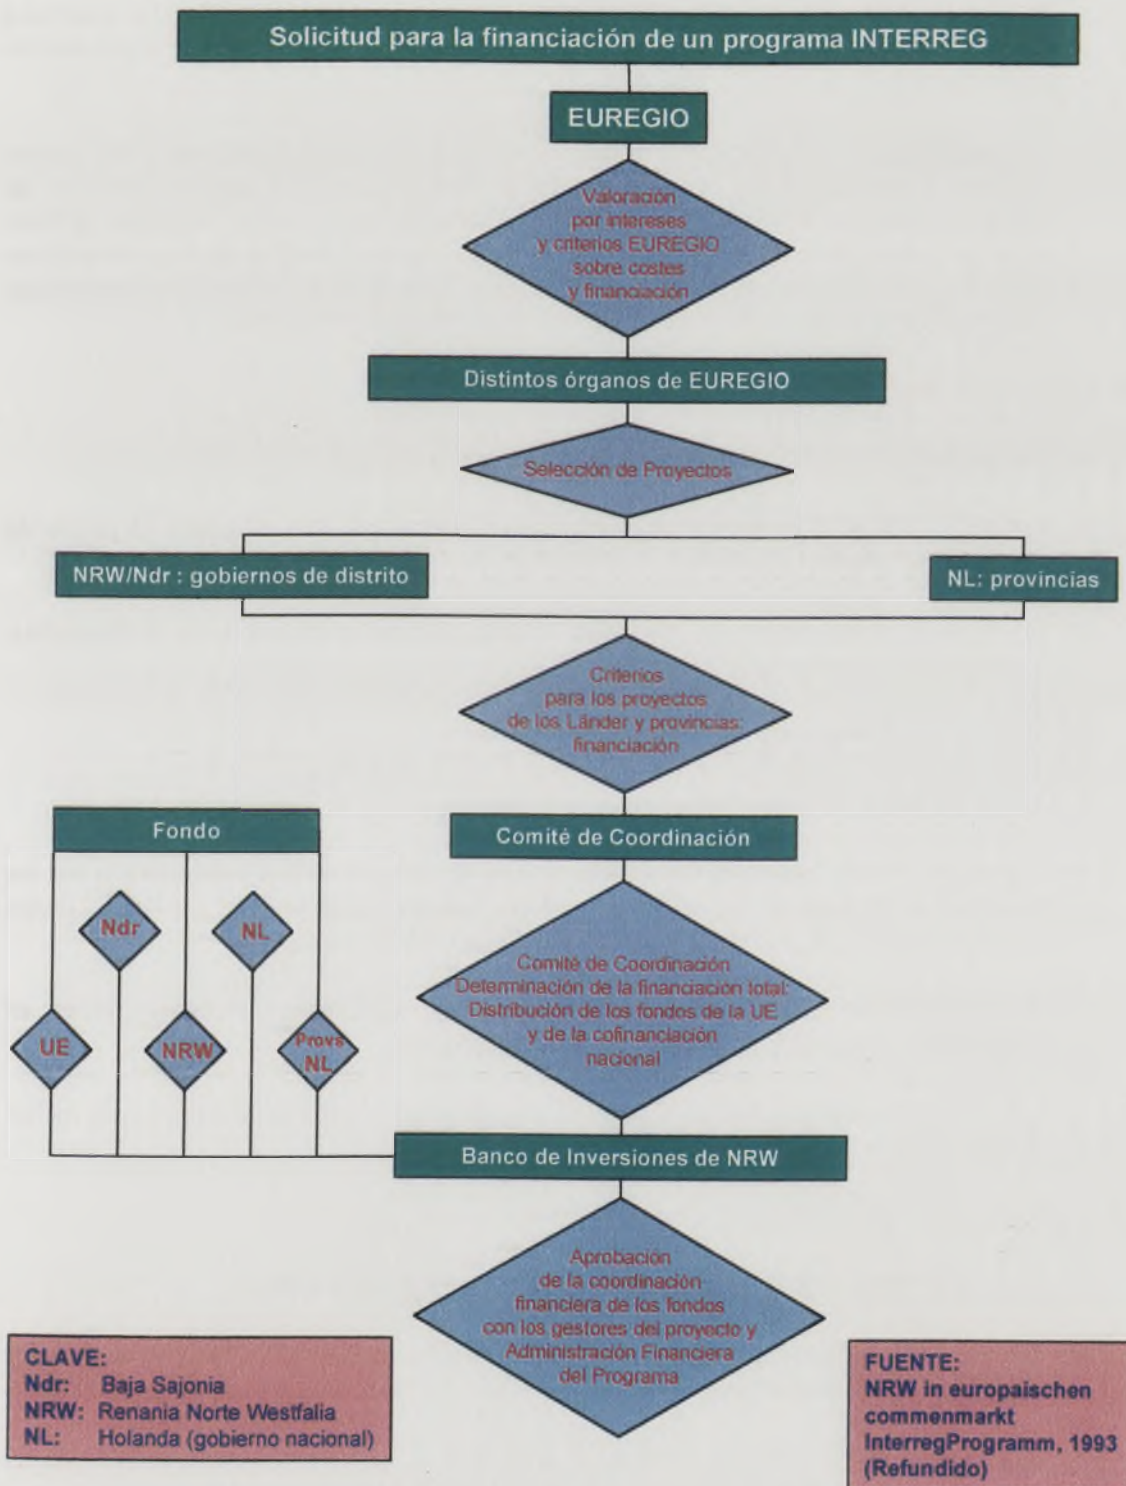 Solicitud para la financiación de un programa INTERREG
EUREGIO
Valoración
por intereses
y criterios EUREGIO
sobre costes
y financiación
Distintos órganos de EUREGIO
Selección de Proyectos
NRW/Ndr : gobiernos de distrito
NL: provincias
Criterios
para los proyectos
de los Länder y provincias:
financiación
Fondo
Comité de Coordinación
Ndr
NL
UE
NRW
Provs
NL
Comité de Coordinación
Determinación de la financiación total:
Distribución de los fondos de la UE
y de la cofinanciación
nacional
Banco de Inversiones de NRW
Aprobación
de la coordinación
financiera de los fondos
con los gestores del proyecto y
Administración Financiera
del Programa
CLAVE:
Ndr: Baja Sajonia
NRW: Renania Norte Westfalia
NL: Holanda (gobierno nacional)
FUENTE:
NRW in europaischen
commenmarkt
InterregProgramm, 1993
(Refundido)